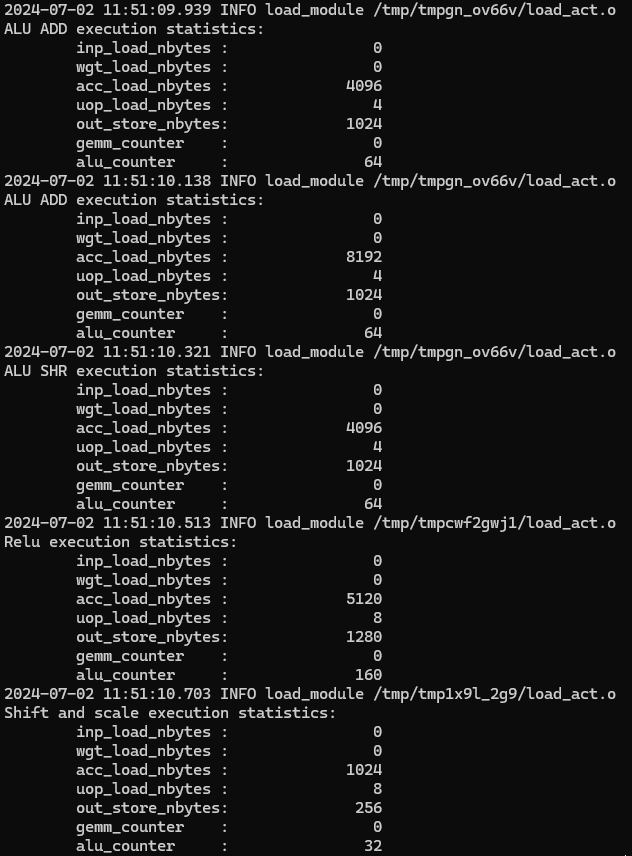 2024-07-02 11:51:09.939 INFO load_module /tmp/tmpgn_ov66v/load_act.o
ALU ADD execution statistics:
inp_load_nbytes : 0
wgt_load_nbytes : 0
acc_load_nbytes : 4096
uop_load_nbytes : 4
out_store_nbytes: 1024
gemm_counter : 0
alu_counter : 64
2024-07-02 11:51:10.138 INFO load_module /tmp/tmpgn_ov66v/load_act.o
ALU ADD execution statistics:
inp_load_nbytes : 0
wgt_load_nbytes : 0
acc_load_nbytes : 8192
uop_load_nbytes : 4
out_store_nbytes: 1024
gemm_counter : 0
alu_counter : 64
2024-07-02 11:51:10.321 INFO load_module /tmp/tmpgn_ov66v/load_act.o
ALU SHR execution statistics:
inp_load_nbytes : 0
wgt_load_nbytes : 0
acc_load_nbytes : 4096
uop_load_nbytes : 4
out_store_nbytes: 1024
gemm_counter : 0
alu_counter : 64
2024-07-02 11:51:10.513 INFO load_module /tmp/tmpcwf2gwj1/load_act.o
Relu execution statistics:
inp_load_nbytes : 0
wgt_load_nbytes : 0
acc_load_nbytes : 5120
uop_load_nbytes : 8
out_store_nbytes: 1280
gemm_counter : 0
alu_counter : 160
2024-07-02 11:51:10.703 INFO load_module /tmp/tmp1x9l_2g9/load_act.o
Shift and scale execution statistics:
inp_load_nbytes : 0
wgt_load_nbytes : 0
acc_load_nbytes : 1024
uop_load_nbytes : 8
out_store_nbytes: 256
gemm_counter : 0
alu_counter : 32